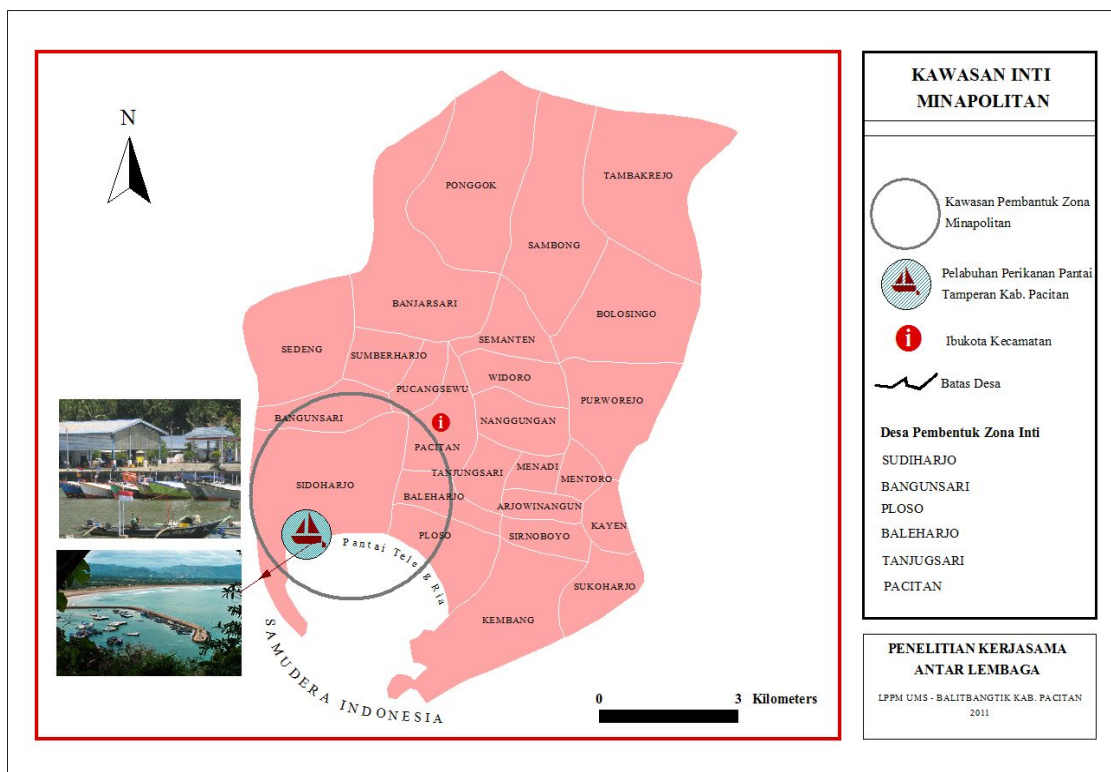 N
PONGGOK
TAMBAKREJO
SAMBONG
BANJARSARI
BOLOSINGO
SEDENG
SEMANTEN
SUMBERHARJO
WIDORO
PUCANGSEWU
PURWOREJO
BANGUNSARI
NANGGUNGAN
PACITAN
TANJUNGSARI
MENADI
MENTORO
SIDOHARJO
BALEHARJO
ARJOWINANGUN
KAYEN
PLOSO
SIRNOBOYO
Pantai Teleng Ria
SUKOHARJO
KEMBANG
SAMUDERA INDONESIA
0 3 Kilometers
KAWASAN INTI
MINAPOLITAN
Kawasan Pembantuk Zona
Minapolitan
Pelabuhan Perikanan Pantai
Tamperan Kab. Pacitan
i
Ibukota Kecamatan
Batas Desa
Desa Pembentuk Zona Inti
SUDIHARJO
BANGUNSARI
PLOSO
BALEHARJO
TANJUGSARI
PACITAN
PENELITIAN KERJASAMA
ANTAR LEMBAGA
LPPM UMS - BALITBANGTIK KAB. PACITAN
2011